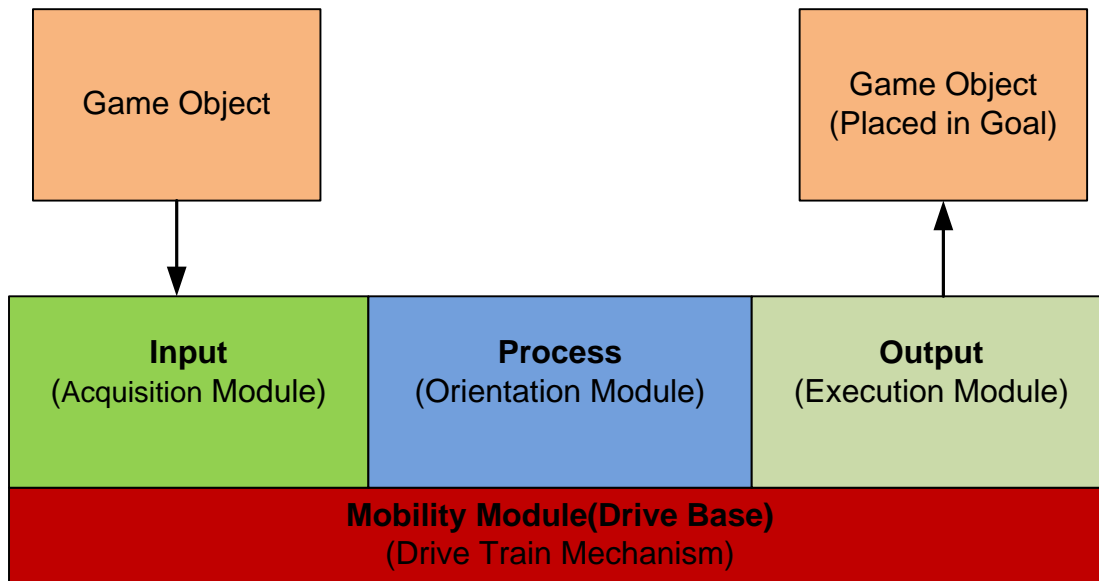 Game Object
Game Object
(Placed in Goal)
Input
(Acquisition Module)
Process
(Orientation Module)
Output
(Execution Module)
Mobility Module(Drive Base)
(Drive Train Mechanism)